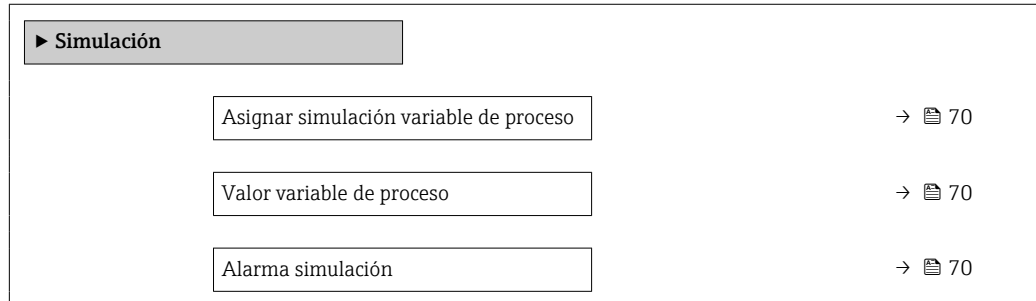 ▶ Simulación
Asignar simulación variable de proceso → 70
Valor variable de proceso → 70
Alarma simulación → 70